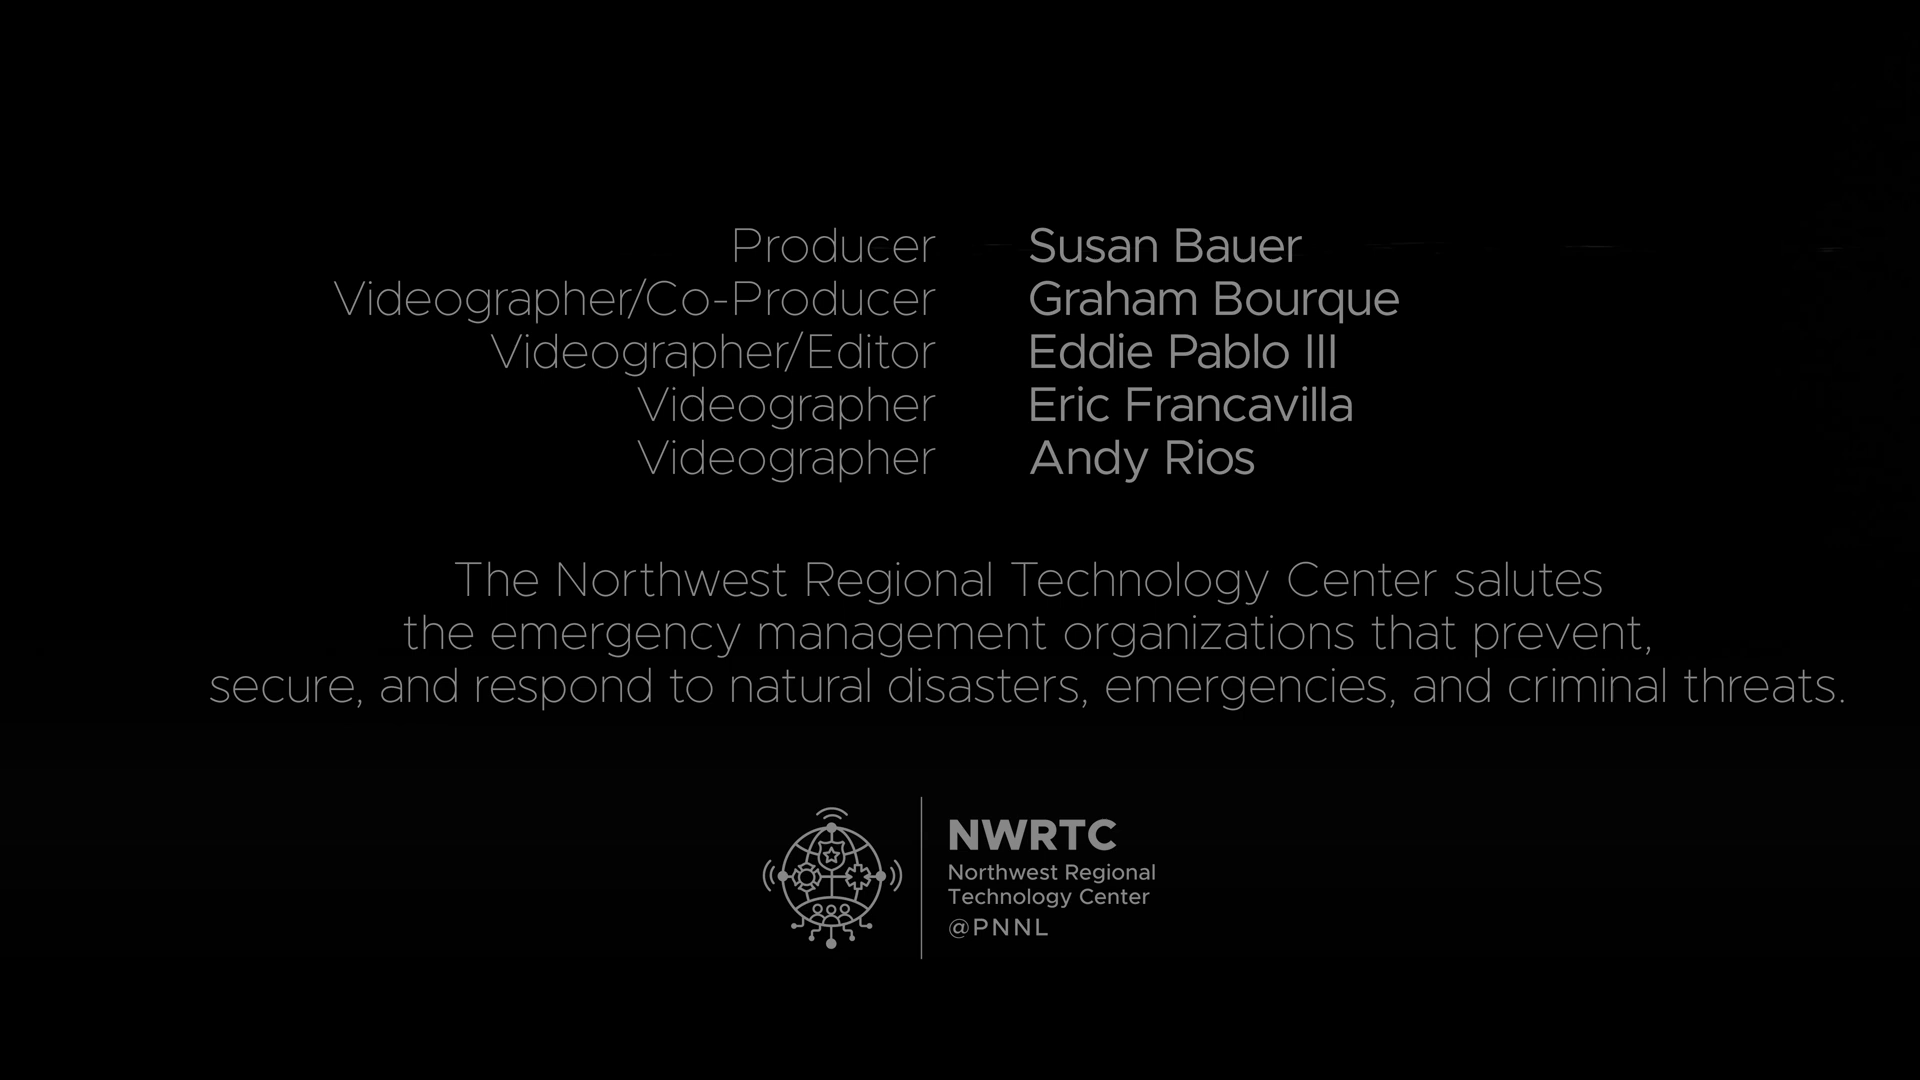 Producer Susan Bauer
Videographer/Co-Producer Graham Bourque
Videographer/Editor Eddie Pablo III
Videographer Eric Francavilla
Videographer Andy Rios
The Northwest Regional Technology Center salutes
the emergency management organizations that prevent,
secure, and respond to natural disasters, emergencies, and criminal threats.
NWRTC
Northwest Regional
Technology Center
@PNNL